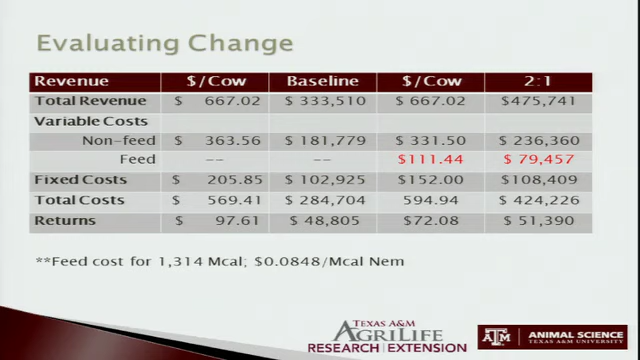 Evaluating Change
Revenue $/Cow Baseline $/Cow 2:1
Total Revenue $ 667.02 $ 333,510 $ 667.02 $475,741
Variable Costs
Non-feed $ 363.56 $ 181,779 $ 331.50 $ 236,360
Feed -- -- $111.44 $ 79,457
Fixed Costs $ 205.85 $ 102,925 $152.00 $108,409
Total Costs $ 569.41 $ 284,704 594.94 $ 424,226
Returns $ 97.61 $ 48,805 $72.08 $ 51,390
**Feed cost for 1,314 Mcal; $0.0848/Mcal Nem
TEXAS A&M
AGRILIFE
RESEARCH | EXTENSION
ATM ANIMAL SCIENCE
TEXAS A&M UNIVERSITY